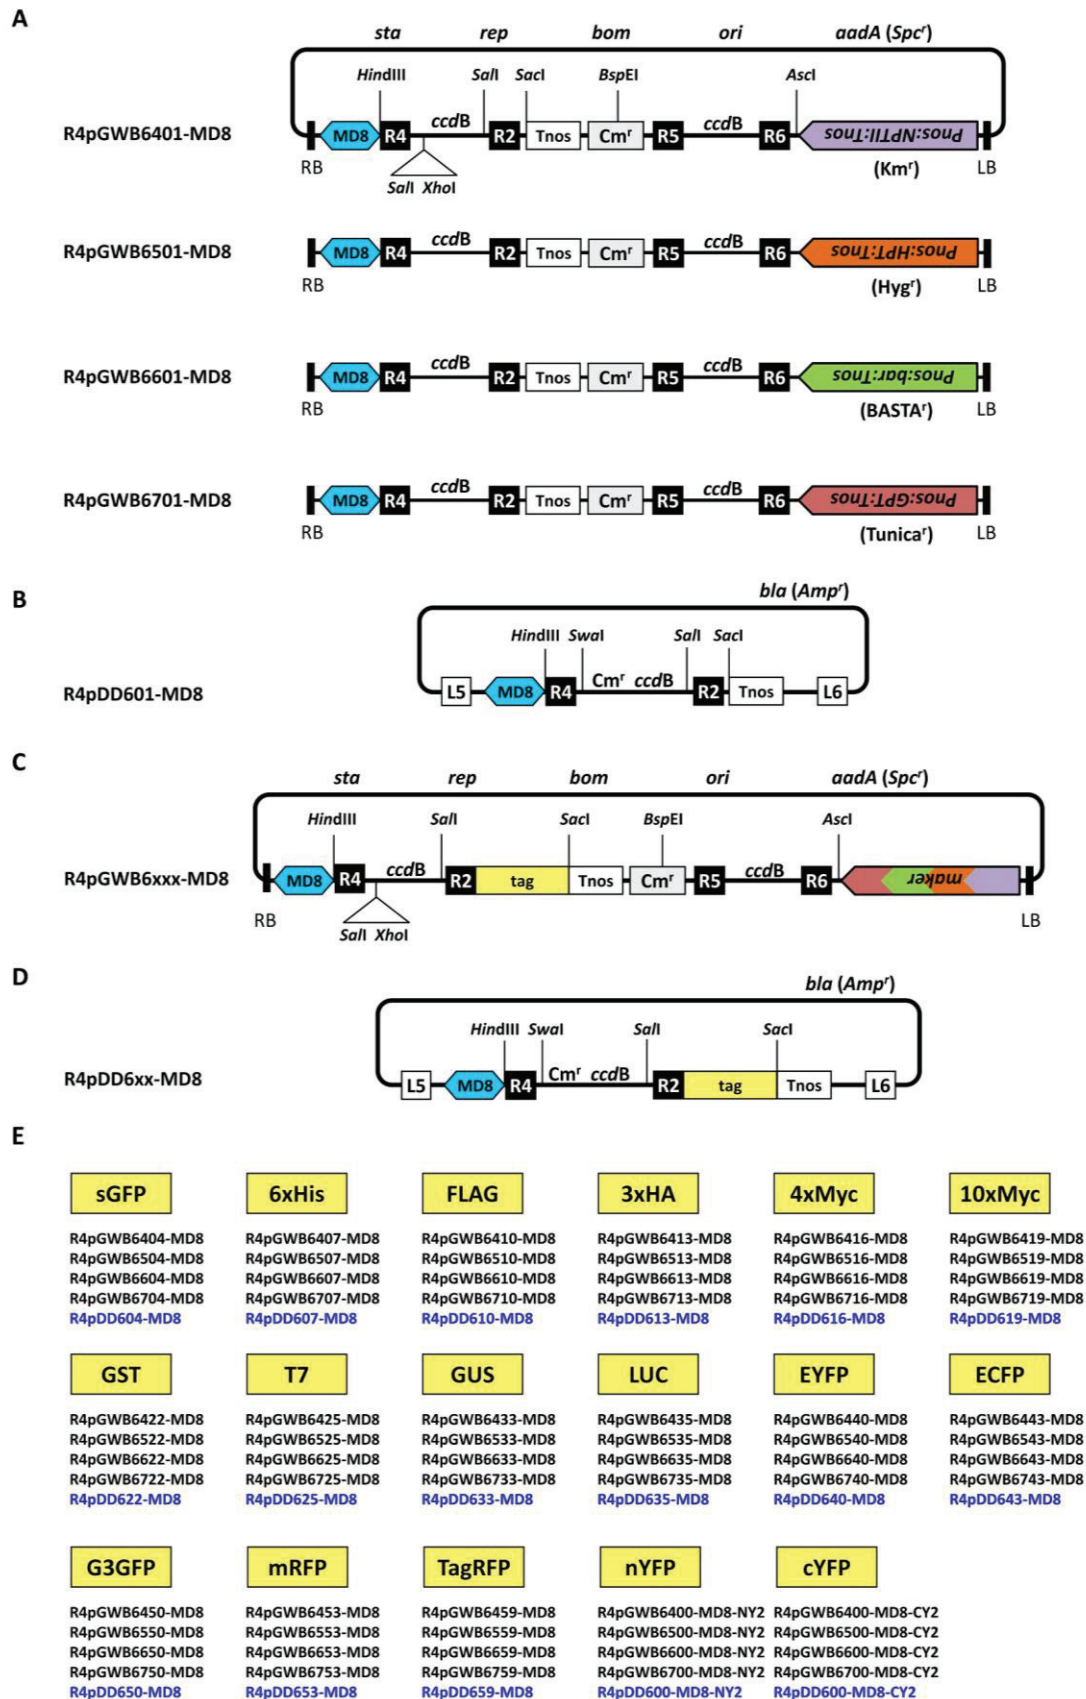 A
sta rep bom ori aadA (Spcʳ)
HindIII SalI SacI BspEI AscI
R4pGWB6401-MD8
MD8 R4 ccdB R2 Tnos Cmʳ R5 ccdB R6 Pnos:NPTII:Tnos
RB SalI XhoI (Kmʳ) LB
R4pGWB6501-MD8
MD8 R4 ccdB R2 Tnos Cmʳ R5 ccdB R6 Pnos:HPT:Tnos
RB (Hygʳ) LB
R4pGWB6601-MD8
MD8 R4 ccdB R2 Tnos Cmʳ R5 ccdB R6 Pnos:bar:Tnos
RB (BASTAʳ) LB
R4pGWB6701-MD8
MD8 R4 ccdB R2 Tnos Cmʳ R5 ccdB R6 Pnos:GPT:Tnos
RB (Tunicaʳ) LB
B
bla (Ampʳ)
HindIII SwaI SalI SacI
R4pDD601-MD8
L5 MD8 R4 Cmʳ ccdB R2 Tnos L6
C
sta rep bom ori aadA (Spcʳ)
HindIII SalI SacI BspEI AscI
R4pGWB6xxx-MD8
MD8 R4 ccdB R2 tag Tnos Cmʳ R5 ccdB R6 maker
RB SalI XhoI LB
D
bla (Ampʳ)
HindIII SwaI SalI SacI
R4pDD6xx-MD8
L5 MD8 R4 Cmʳ ccdB R2 tag Tnos L6
E
sGFP 6xHis FLAG 3xHA 4xMyc 10xMyc
R4pGWB6404-MD8 R4pGWB6407-MD8 R4pGWB6410-MD8 R4pGWB6413-MD8 R4pGWB6416-MD8 R4pGWB6419-MD8
R4pGWB6504-MD8 R4pGWB6507-MD8 R4pGWB6510-MD8 R4pGWB6513-MD8 R4pGWB6516-MD8 R4pGWB6519-MD8
R4pGWB6604-MD8 R4pGWB6607-MD8 R4pGWB6610-MD8 R4pGWB6613-MD8 R4pGWB6616-MD8 R4pGWB6619-MD8
R4pGWB6704-MD8 R4pGWB6707-MD8 R4pGWB6710-MD8 R4pGWB6713-MD8 R4pGWB6716-MD8 R4pGWB6719-MD8
R4pDD604-MD8 R4pDD607-MD8 R4pDD610-MD8 R4pDD613-MD8 R4pDD616-MD8 R4pDD619-MD8
GST T7 GUS LUC EYFP ECFP
R4pGWB6422-MD8 R4pGWB6425-MD8 R4pGWB6433-MD8 R4pGWB6435-MD8 R4pGWB6440-MD8 R4pGWB6443-MD8
R4pGWB6522-MD8 R4pGWB6525-MD8 R4pGWB6533-MD8 R4pGWB6535-MD8 R4pGWB6540-MD8 R4pGWB6543-MD8
R4pGWB6622-MD8 R4pGWB6625-MD8 R4pGWB6633-MD8 R4pGWB6635-MD8 R4pGWB6640-MD8 R4pGWB6643-MD8
R4pGWB6722-MD8 R4pGWB6725-MD8 R4pGWB6733-MD8 R4pGWB6735-MD8 R4pGWB6740-MD8 R4pGWB6743-MD8
R4pDD622-MD8 R4pDD625-MD8 R4pDD633-MD8 R4pDD635-MD8 R4pDD640-MD8 R4pDD643-MD8
G3GFP mRFP TagRFP nYFP cYFP
R4pGWB6450-MD8 R4pGWB6453-MD8 R4pGWB6459-MD8 R4pGWB6400-MD8-NY2 R4pGWB6400-MD8-CY2
R4pGWB6550-MD8 R4pGWB6553-MD8 R4pGWB6559-MD8 R4pGWB6500-MD8-NY2 R4pGWB6500-MD8-CY2
R4pGWB6650-MD8 R4pGWB6653-MD8 R4pGWB6659-MD8 R4pGWB6600-MD8-NY2 R4pGWB6600-MD8-CY2
R4pGWB6750-MD8 R4pGWB6753-MD8 R4pGWB6759-MD8 R4pGWB6700-MD8-NY2 R4pGWB6700-MD8-CY2
R4pDD650-MD8 R4pDD653-MD8 R4pDD659-MD8 R4pDD600-MD8-NY2 R4pDD600-MD8-CY2